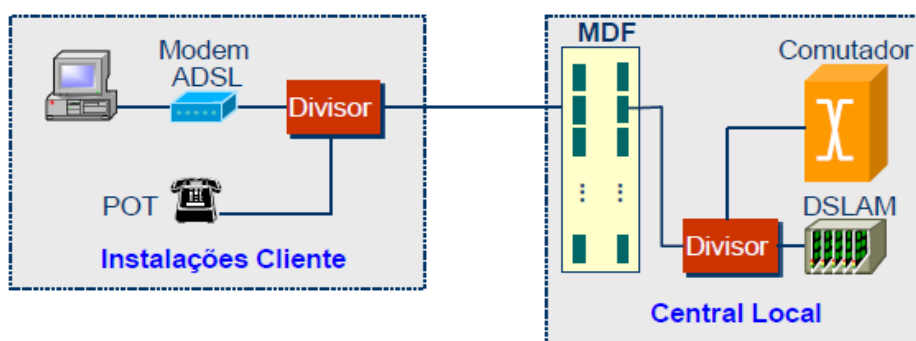 Modem
ADSL
Divisor
POT
Instalações Cliente
MDF
Comutador
DSLAM
Divisor
Central Local